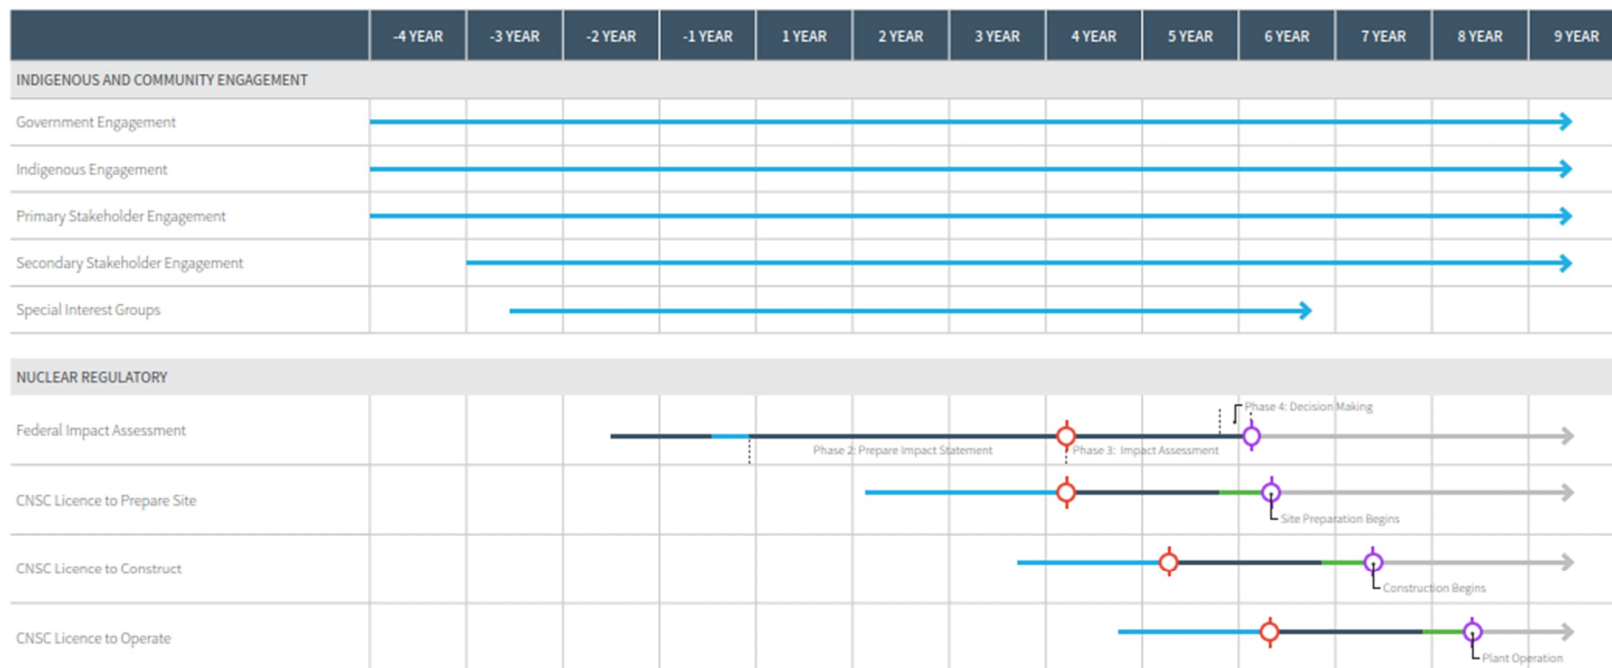 -4 YEAR -3 YEAR -2 YEAR -1 YEAR 1 YEAR 2 YEAR 3 YEAR 4 YEAR 5 YEAR 6 YEAR 7 YEAR 8 YEAR 9 YEAR
INDIGENOUS AND COMMUNITY ENGAGEMENT
Government Engagement
Indigenous Engagement
Primary Stakeholder Engagement
Secondary Stakeholder Engagement
Special Interest Groups
NUCLEAR REGULATORY
Phase 4: Decision Making
Federal Impact Assessment
Phase 2: Prepare Impact Statement Phase 3: Impact Assessment
CNSC Licence to Prepare Site
Site Preparation Begins
CNSC Licence to Construct
Construction Begins
CNSC Licence to Operate
Plant Operation